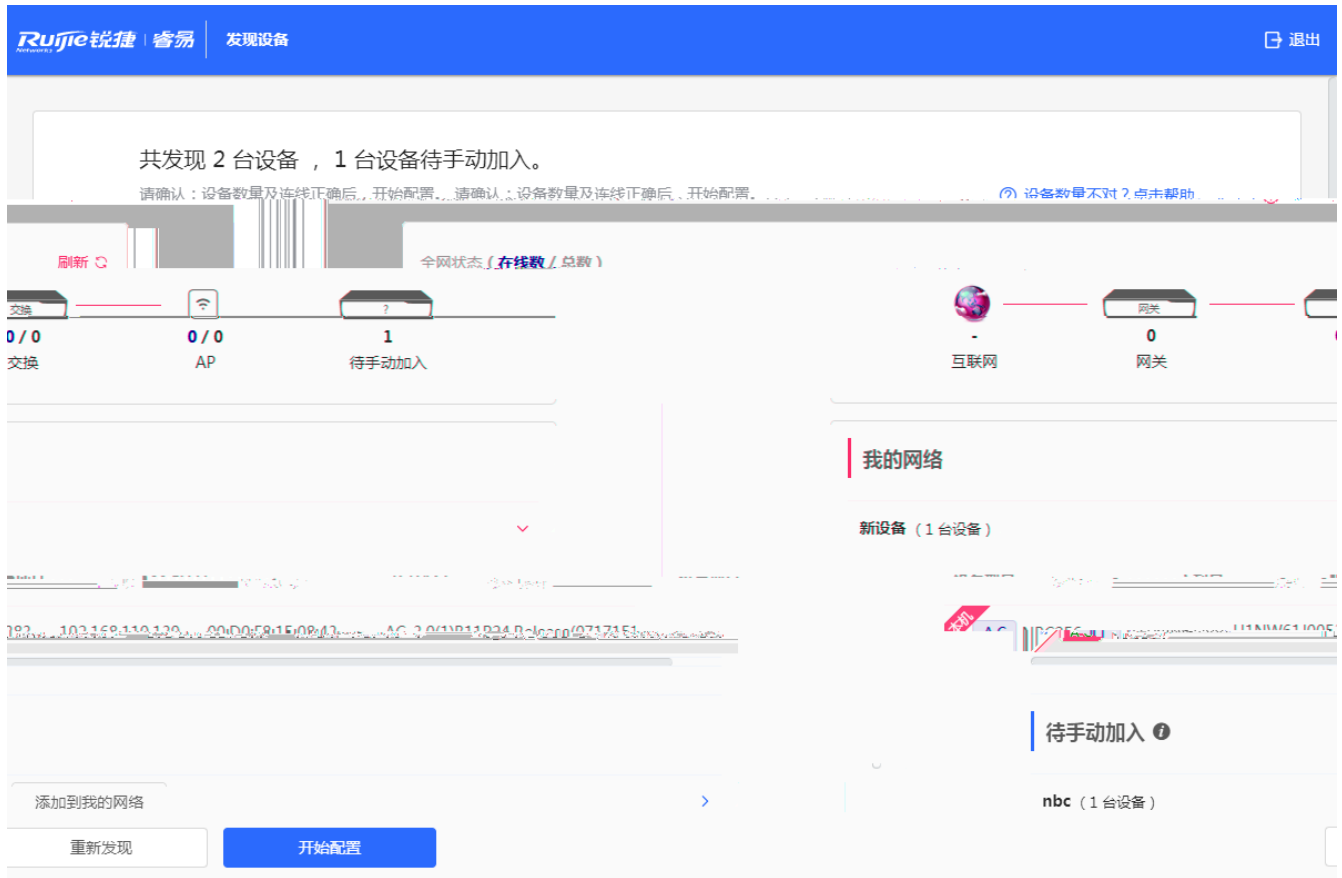 Ruijie锐捷 | 睿易 发现设备 退出
Networks
共发现 2 台设备 ，1 台设备待手动加入。
请确认：设备数量及连线正确后，开始配置。 请确认：设备数量及连线正确后，开始配置。 设备数量不对？点击帮助
刷新 全网状态 ( 在线数 / 总数 )
交换 ? 网关
0 / 0 0 / 0 1 - 0
交换 AP 待手动加入 互联网 网关
我的网络
新设备（1 台设备）
本机
待手动加入
添加到我的网络 nbc（1 台设备）
重新发现 开始配置